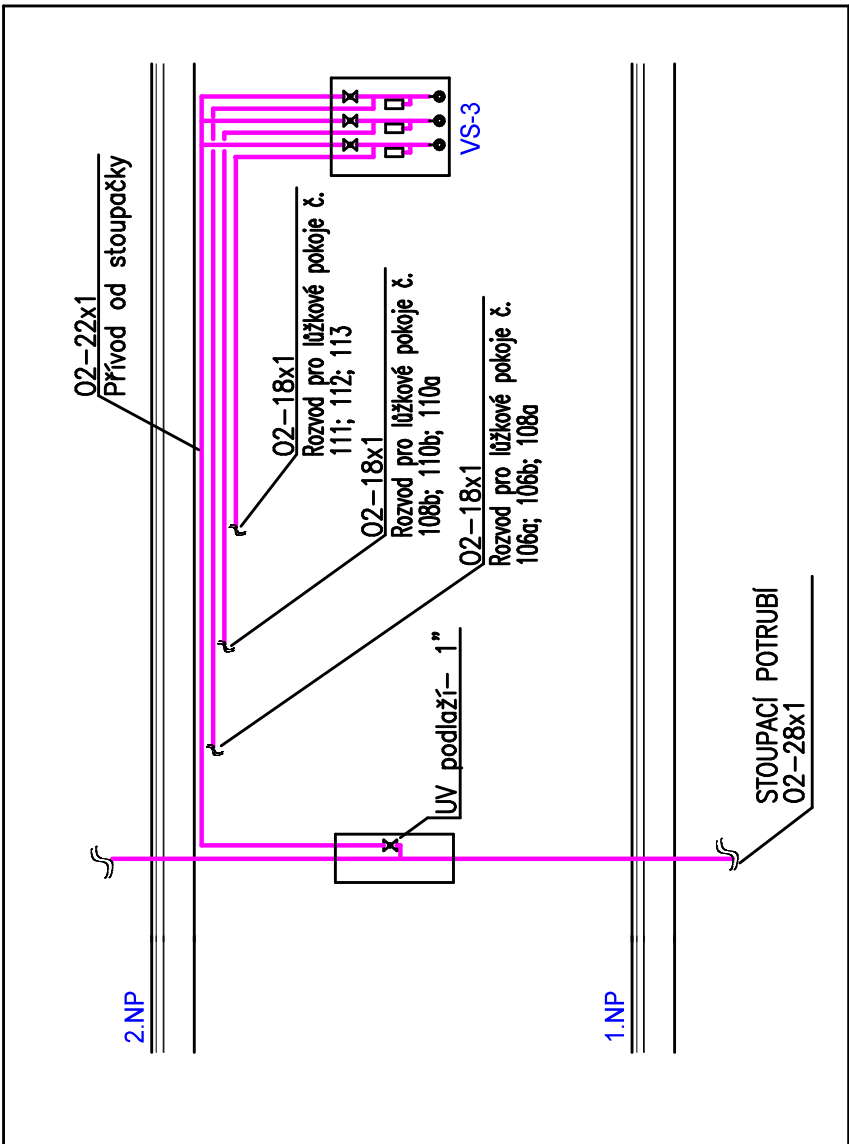 2.NP
1.NP
O2-22x1
Přívod od stoupačky
O2-18x1
Rozvod pro lůžkové pokoje č.
111; 112; 113
O2-18x1
Rozvod pro lůžkové pokoje č.
108b; 110b; 110a
O2-18x1
Rozvod pro lůžkové pokoje č.
106a; 106b; 108a
UV podlaží- 1"
STOUPACÍ POTRUBÍ
O2-28x1
VS-3